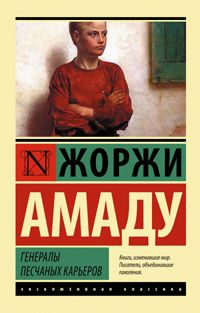 N ЖОРЖИ
АМАДУ
ГЕНЕРАЛЫ
ПЕСЧАНЫХ КАРЬЕРОВ
Книги, изменившие мир.
Писатели, объединившие
поколения.
ЭКСКЛЮЗИВНАЯ КЛАССИКА